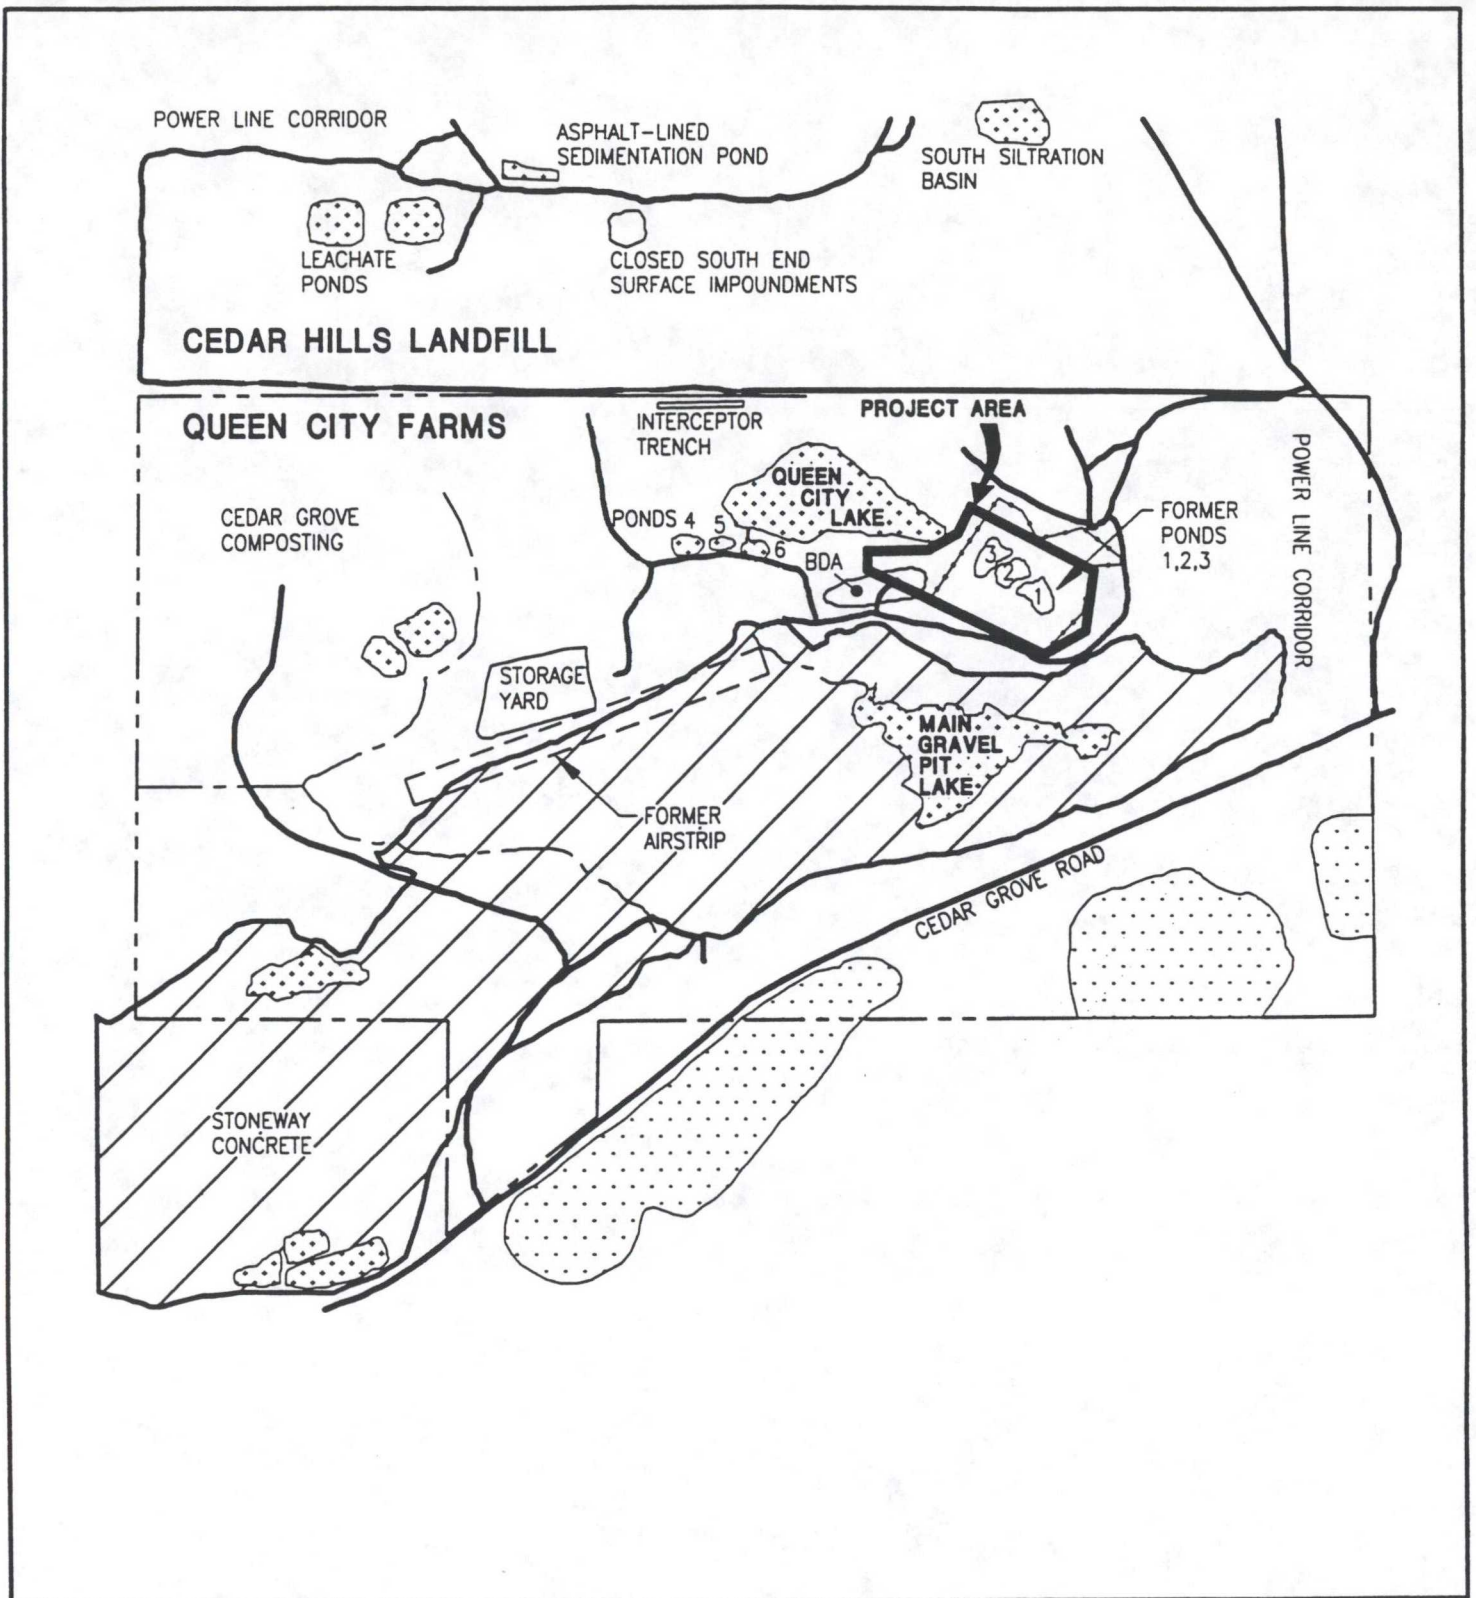 POWER LINE CORRIDOR
ASPHALT-LINED
SEDIMENTATION POND
SOUTH SILTRATION
BASIN
LEACHATE
PONDS
CLOSED SOUTH END
SURFACE IMPOUNDMENTS
CEDAR HILLS LANDFILL
QUEEN CITY FARMS
INTERCEPTOR
TRENCH
PROJECT AREA
POWER LINE CORRIDOR
QUEEN
CITY
LAKE
CEDAR GROVE
COMPOSTING
PONDS 4
5
6
FORMER
PONDS
1,2,3
BDA
3
2
1
STORAGE
YARD
MAIN
GRAVEL
PIT
LAKE
FORMER
AIRSTRIP
CEDAR GROVE ROAD
STONEWAY
CONCRETE